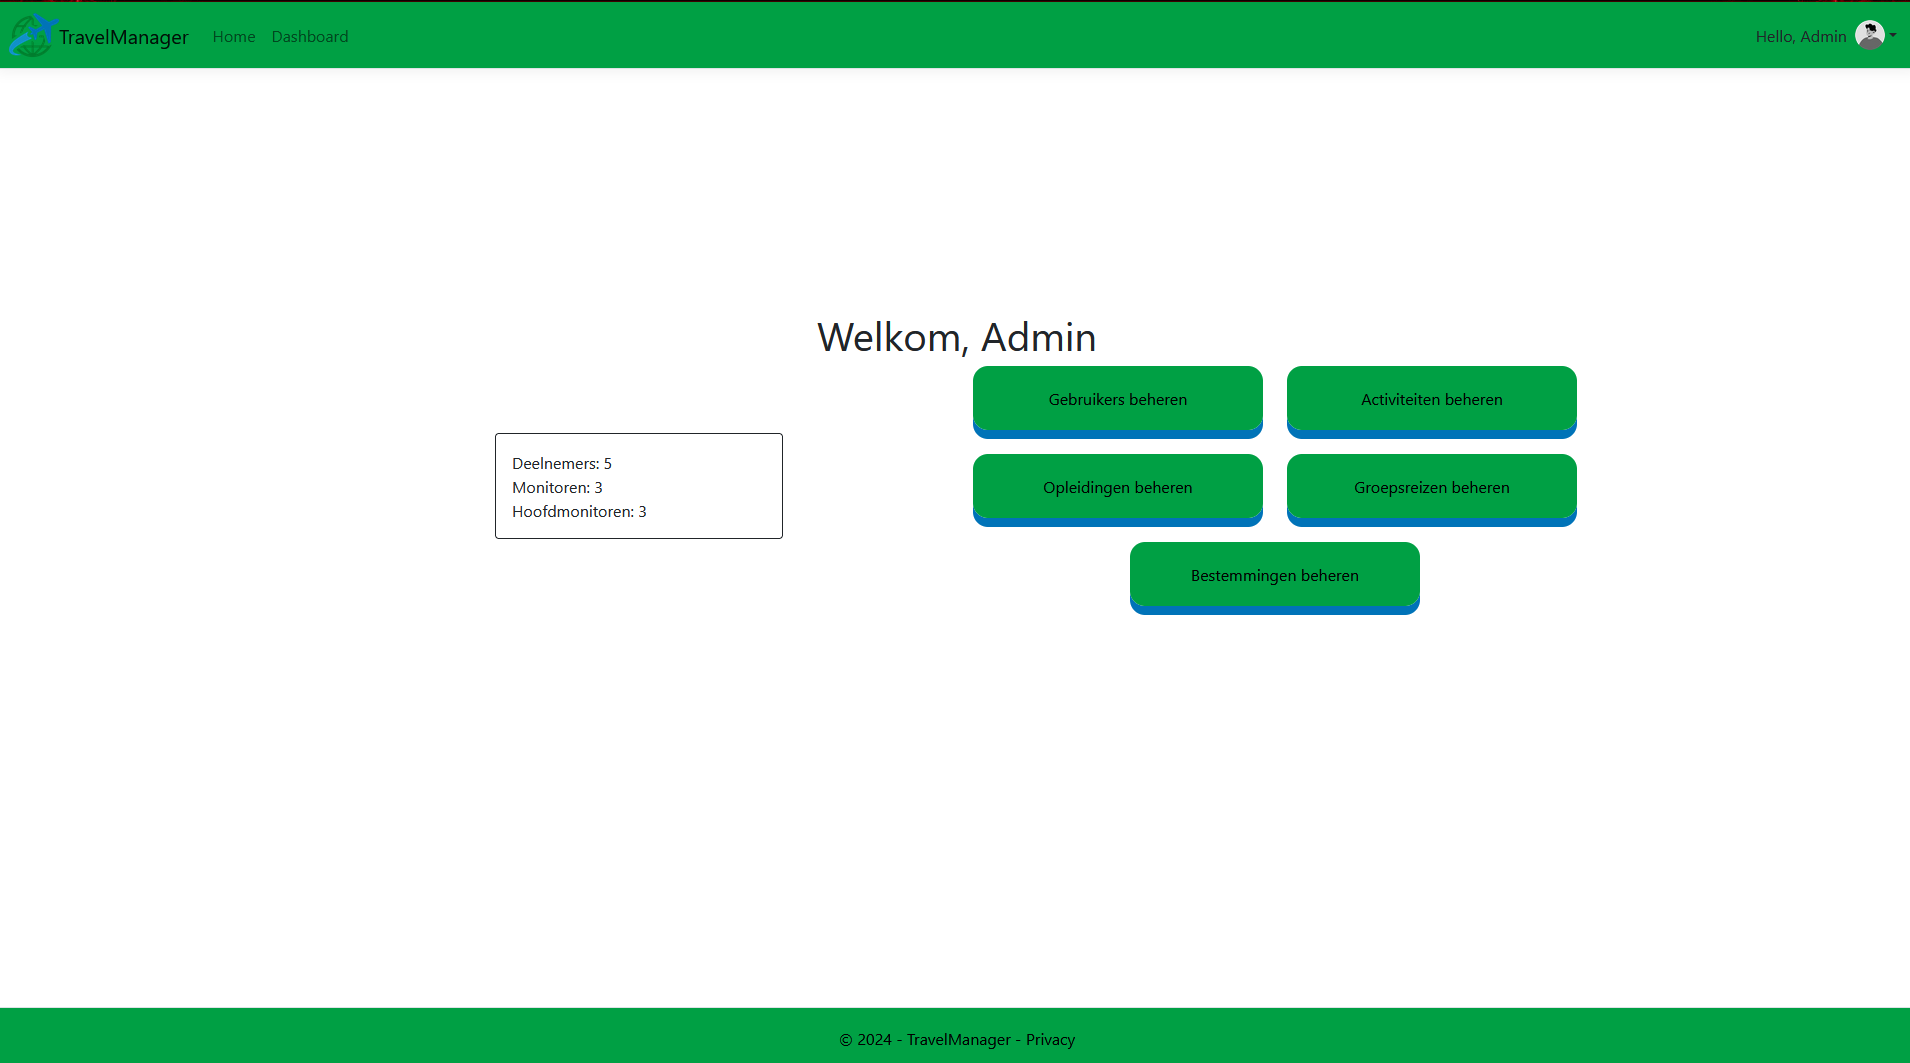 TravelManager Home Dashboard Hello, Admin
Welkom, Admin
Deelnemers: 5
Monitoren: 3
Hoofdmonitoren: 3
Gebruikers beheren
Activiteiten beheren
Opleidingen beheren
Groepsreizen beheren
Bestemmingen beheren
© 2024 - TravelManager - Privacy